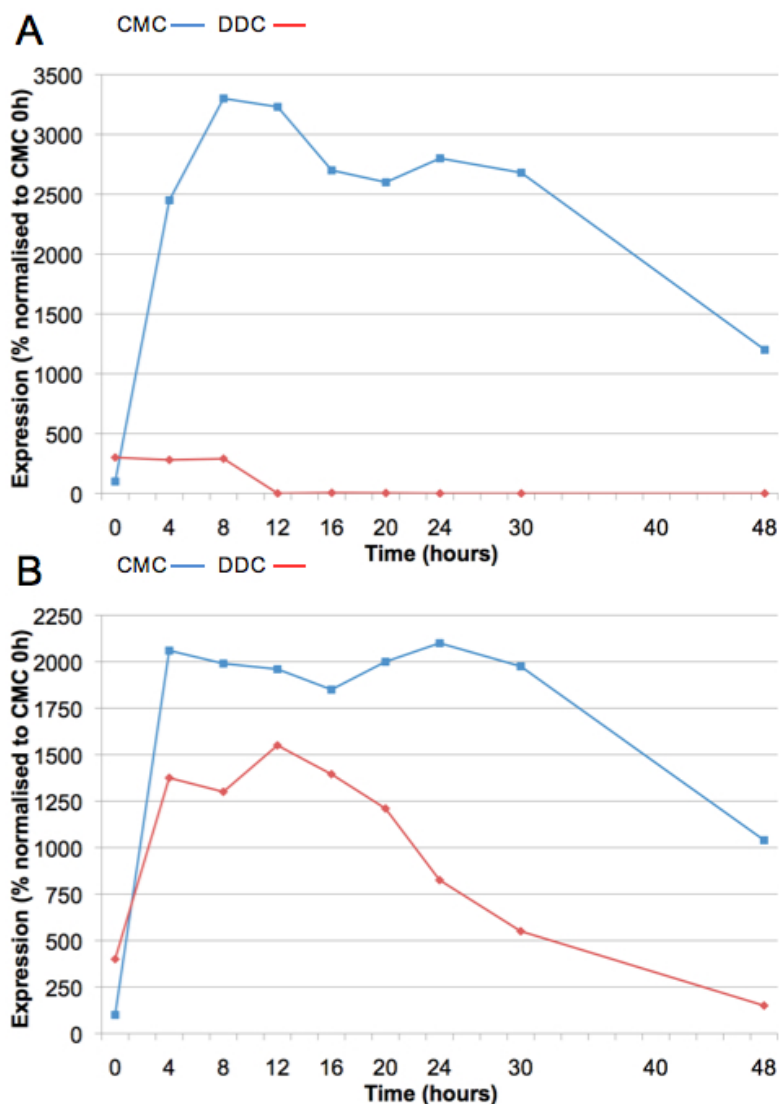 A
CMC DDC
Expression (% normalised to CMC 0h)
3500
3000
2500
2000
1500
1000
500
0
0 4 8 12 16 20 24 30 40 48
Time (hours)
B
CMC DDC
Expression (% normalised to CMC 0h)
2250
2000
1750
1500
1250
1000
750
500
250
0
0 4 8 12 16 20 24 30 40 48
Time (hours)